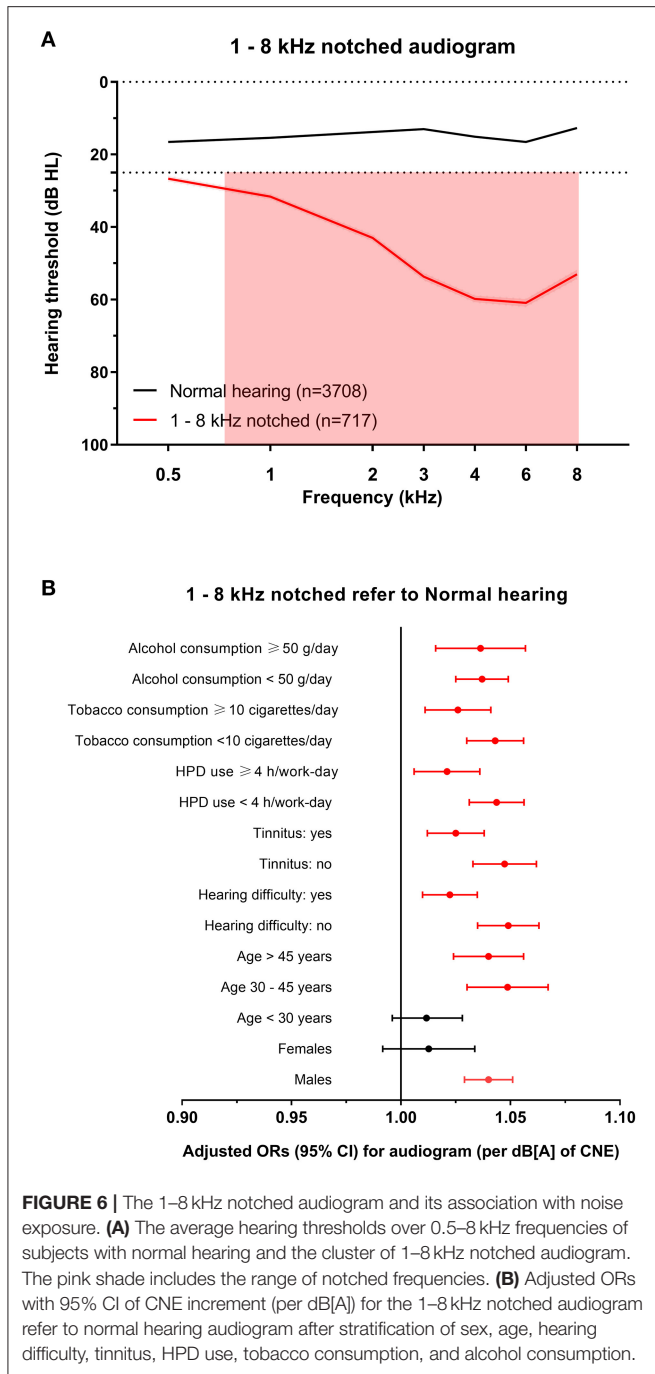 A
1 - 8 kHz notched audiogram
Hearing threshold (dB HL)
0
20
40
60
80
100
Normal hearing (n=3708)
1 - 8 kHz notched (n=717)
0.5 1 2 3 4 6 8
Frequency (kHz)
B
1 - 8 kHz notched refer to Normal hearing
Alcohol consumption ⩾ 50 g/day
Alcohol consumption < 50 g/day
Tobacco consumption ⩾ 10 cigarettes/day
Tobacco consumption <10 cigarettes/day
HPD use ⩾ 4 h/work-day
HPD use < 4 h/work-day
Tinnitus: yes
Tinnitus: no
Hearing difficulty: yes
Hearing difficulty: no
Age > 45 years
Age 30 - 45 years
Age < 30 years
Females
Males
0.90 0.95 1.00 1.05 1.10
Adjusted ORs (95% CI) for audiogram (per dB[A] of CNE)
FIGURE 6 | The 1–8 kHz notched audiogram and its association with noise
exposure. (A) The average hearing thresholds over 0.5–8 kHz frequencies of
subjects with normal hearing and the cluster of 1–8 kHz notched audiogram.
The pink shade includes the range of notched frequencies. (B) Adjusted ORs
with 95% CI of CNE increment (per dB[A]) for the 1–8 kHz notched audiogram
refer to normal hearing audiogram after stratification of sex, age, hearing
difficulty, tinnitus, HPD use, tobacco consumption, and alcohol consumption.